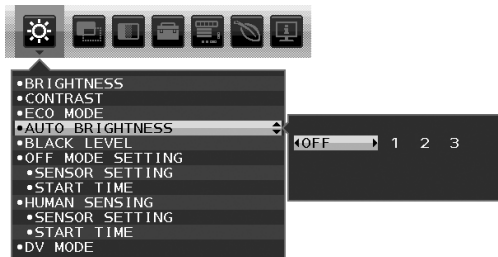 •BRIGHTNESS
•CONTRAST
•ECO MODE
•AUTO BRIGHTNESS
OFF 1 2 3
•BLACK LEVEL
•OFF MODE SETTING
•SENSOR SETTING
•START TIME
•HUMAN SENSING
•SENSOR SETTING
•START TIME
•DV MODE